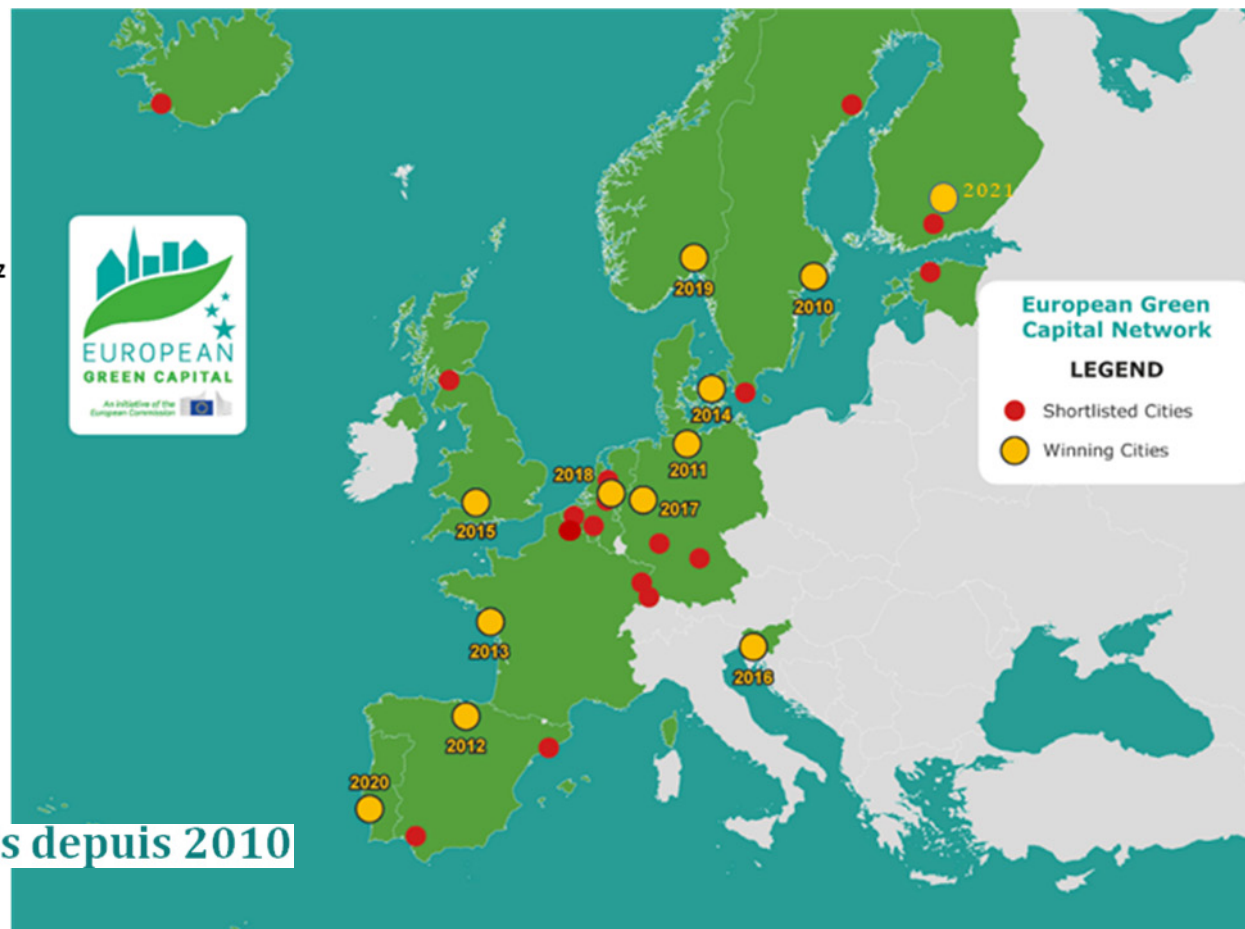 z
EUROPEAN
GREEN CAPITAL
An initiative of the
European Commission
2021
2019
2010
European Green
Capital Network
LEGEND
Shortlisted Cities
Winning Cities
2014
2011
2018
2017
2015
2013
2016
2012
2020
s depuis 2010